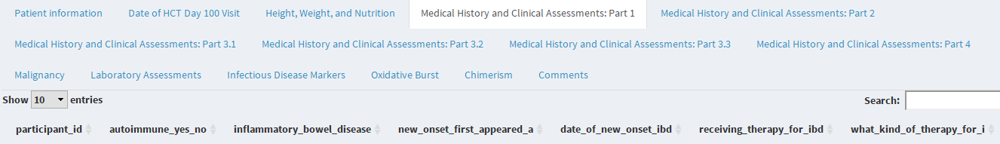 Patient information Date of HCT Day 100 Visit Height, Weight, and Nutrition Medical History and Clinical Assessments: Part 1 Medical History and Clinical Assessments: Part 2
Medical History and Clinical Assessments: Part 3.1 Medical History and Clinical Assessments: Part 3.2 Medical History and Clinical Assessments: Part 3.3 Medical History and Clinical Assessments: Part 4
Malignancy Laboratory Assessments Infectious Disease Markers Oxidative Burst Chimerism Comments
Show 10 entries Search:
participant_id autoimmune_yes_no inflammatory_bowel_disease new_onset_first_appeared_a date_of_new_onset_ibd receiving_therapy_for_ibd what_kind_of_therapy_for_i